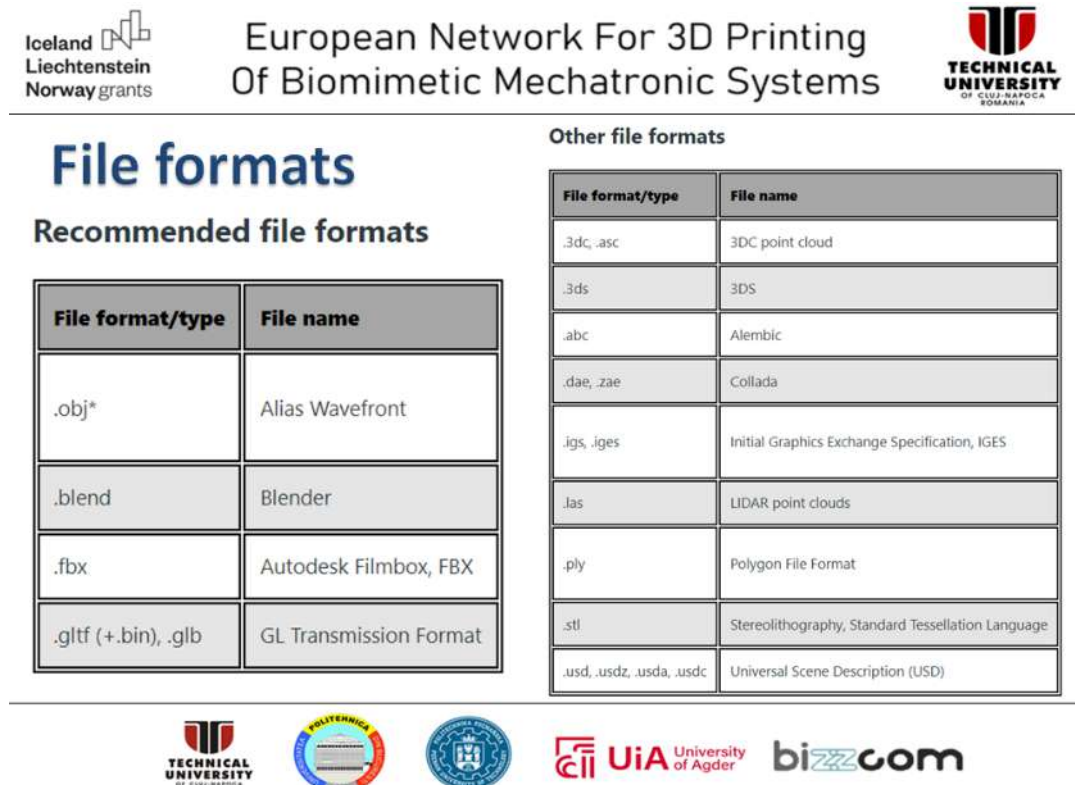 Iceland
Liechtenstein
Norway grants
European Network For 3D Printing
Of Biomimetic Mechatronic Systems
TECHNICAL
UNIVERSITY
OF CLUJ-NAPOCA
ROMANIA
File formats
Recommended file formats
File format/type File name
.obj* Alias Wavefront
.blend Blender
.fbx Autodesk Filmbox, FBX
.gltf (+.bin), .glb GL Transmission Format
Other file formats
File format/type File name
.3dc, .asc 3DC point cloud
.3ds 3DS
.abc Alembic
.dae, .zae Collada
.igs, .iges Initial Graphics Exchange Specification, IGES
.las LIDAR point clouds
.ply Polygon File Format
.stl Stereolithography, Standard Tessellation Language
.usd, .usdz, .usda, .usdc Universal Scene Description (USD)
TECHNICAL
UNIVERSITY
POLITEHNICA
UiA University
of Agder
bizzcom